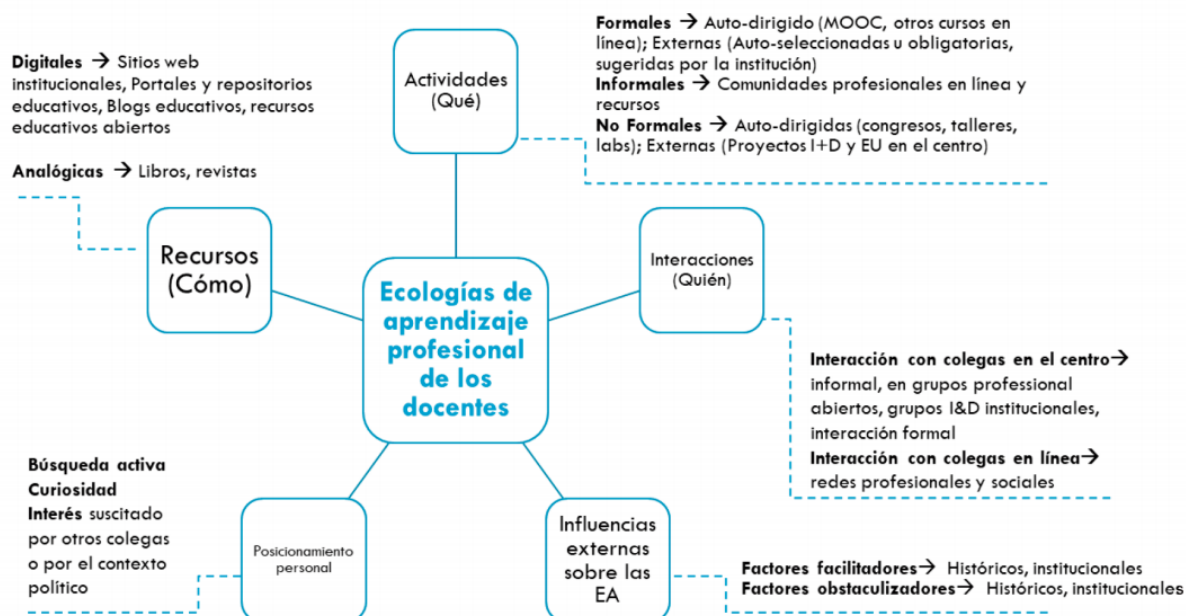 Formales → Auto-dirigido (MOOC, otros cursos en
línea); Externas (Auto-seleccionadas u obligatorias,
sugeridas por la institución)
Informales → Comunidades profesionales en línea y
recursos
No Formales → Auto-dirigidas (congresos, talleres,
labs); Externas (Proyectos I+D y EU en el centro)
Actividades
(Qué)
Digitales → Sitios web
institucionales, Portales y repositorios
educativos, Blogs educativos, recursos
educativos abiertos
Analógicas → Libros, revistas
Recursos
(Cómo)
Interacciones
(Quién)
Ecologías de
aprendizaje
profesional
de los
docentes
Interacción con colegas en el centro→
informal, en grupos professional
abiertos, grupos I&D institucionales,
interacción formal
Interacción con colegas en línea→
redes profesionales y sociales
Búsqueda activa
Curiosidad
Interés suscitado
por otros colegas
o por el contexto
político
Posicionamiento
personal
Influencias
externas
sobre las
EA
Factores facilitadores→ Históricos, institucionales
Factores obstaculizadores→ Históricos, institucionales